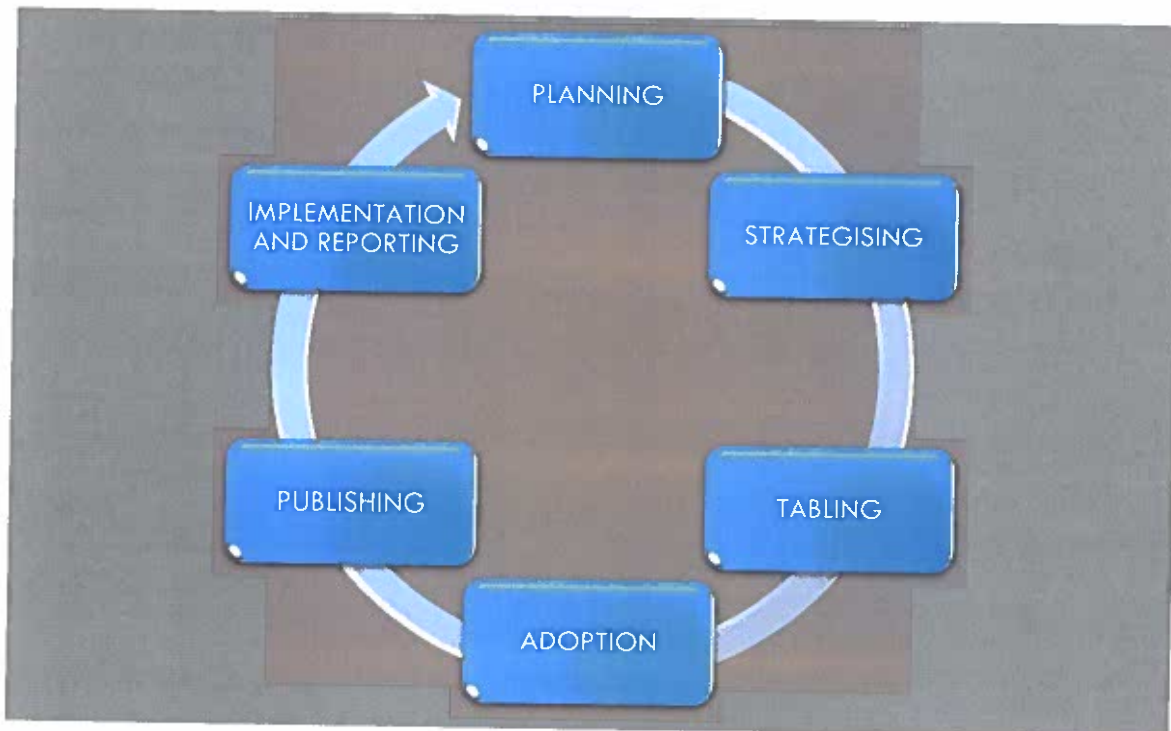 PLANNING
STRATEGISING
TABLING
ADOPTION
PUBLISHING
IMPLEMENTATION
AND REPORTING